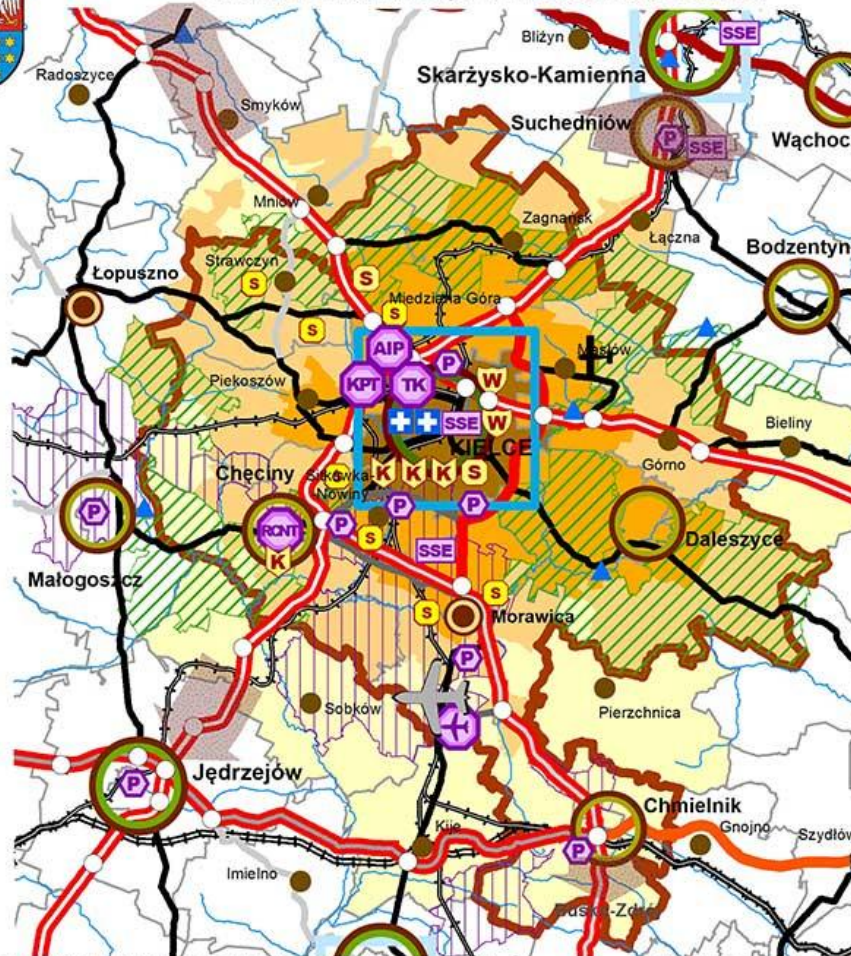 Bliżyn
SSE
Radoszyce
Skarżysko-Kamienna
Smyków
Suchedniów
P
SSE
Wąchoc
Mniów
Zagnańsk
Łączna
Bodzentyn
Łopuszno
Strawczyn
S
S
Miedziana Góra
S
S
AIP
P
Masłów
Piekoszów
KPT
TK
W
SSE
W
Bieliny
KIELCE
Górno
Chęciny
Sitkówka-
Nowiny
S
K
K
K
S
P
RCNT
P
P
P
Daleszyce
K
S
SSE
Małogoszcz
S
S
Morawica
P
Sobków
Pierzchnica
Jędrzejów
P
Chmielnik
Gnojno
Szydłów
Kije
P
Imielno
Busko-Zdrój